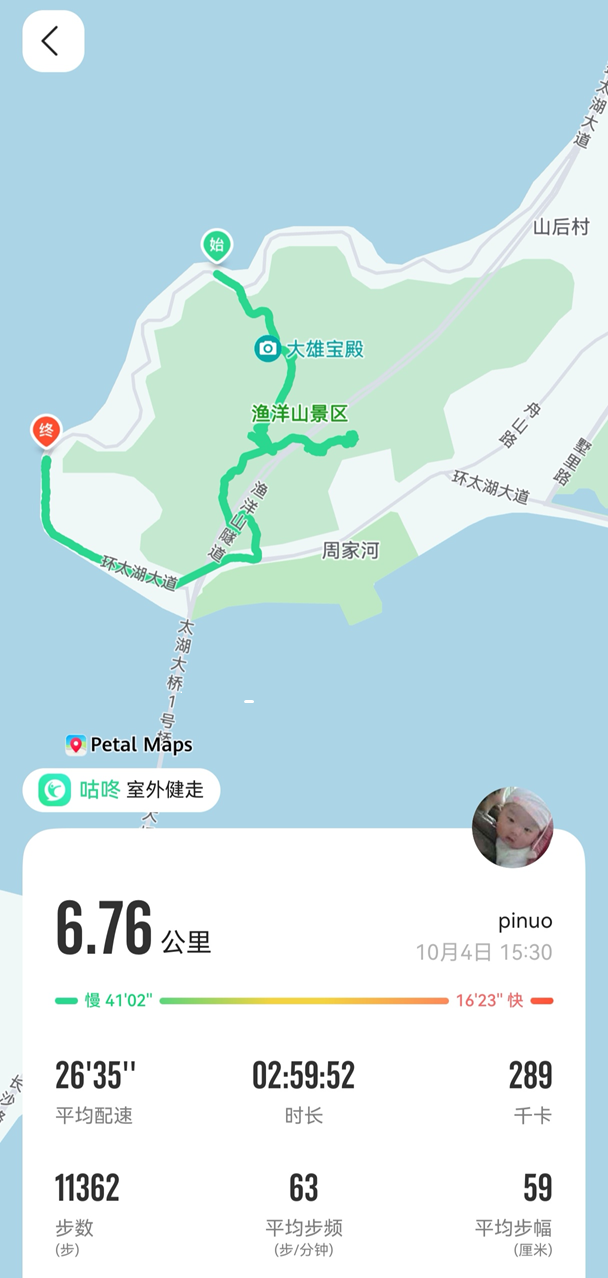 环太湖大道
山后村
始
大雄宝殿
渔洋山景区
终
舟山路
墅里路
环太湖大道
渔洋山隧道
周家河
环太湖大道
太湖大桥1号桥
Petal Maps
咕咚 室外健走
6.76 公里
pinuo
10月4日 15:30
慢 41'02"
16'23" 快
26'35''
02:59:52
289
平均配速
时长
千卡
长沙路
11362
63
59
步数
平均步频
平均步幅
(步)
(步/分钟)
(厘米)